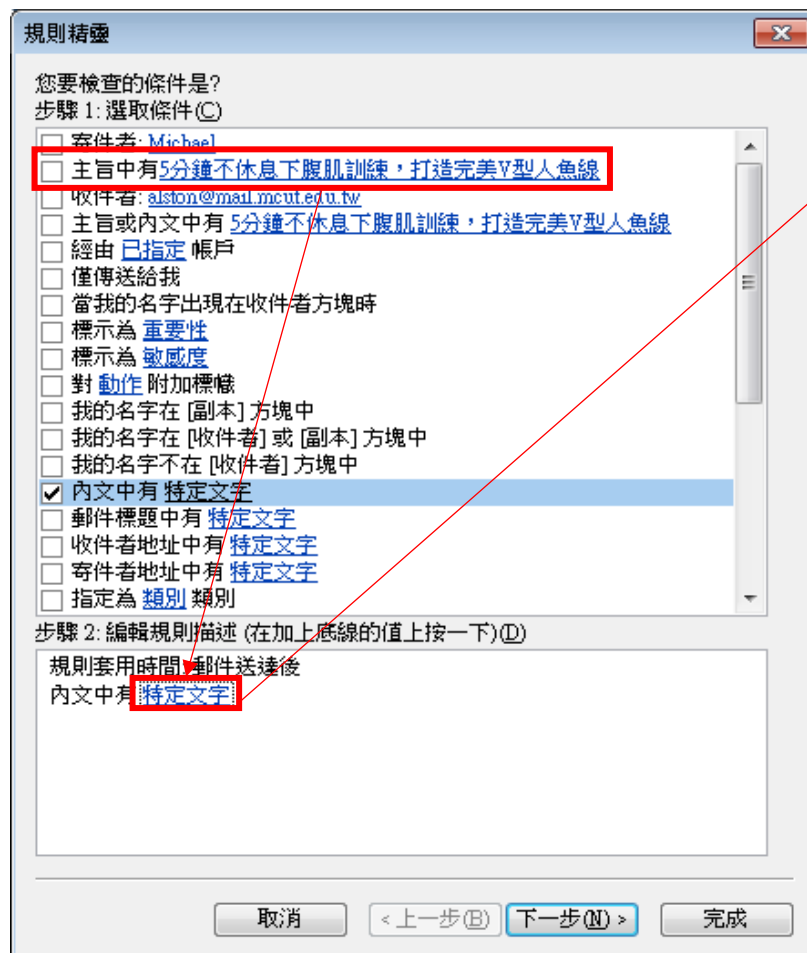 規則精靈
您要檢查的條件是?
步驟 1: 選取條件(C)
寄件者: Michael
主旨中有5分鐘不休息下腹肌訓練，打造完美V型人魚線
收件者: alston@mail.mcut.edu.tw
主旨或內文中有 5分鐘不休息下腹肌訓練，打造完美V型人魚線
經由 已指定 帳戶
僅傳送給我
當我的名字出現在收件者方塊時
標示為 重要性
標示為 敏感度
對 動作 附加標幟
我的名字在 [副本] 方塊中
我的名字在 [收件者] 或 [副本] 方塊中
我的名字不在 [收件者] 方塊中
內文中有 特定文字
郵件標題中有 特定文字
收件者地址中有 特定文字
寄件者地址中有 特定文字
指定為 類別 類別
步驟 2: 編輯規則描述 (在加上底線的值上按一下)(D)
規則套用時間: 郵件送達後
內文中有 特定文字
取消 < 上一步(B) 下一步(N) > 完成